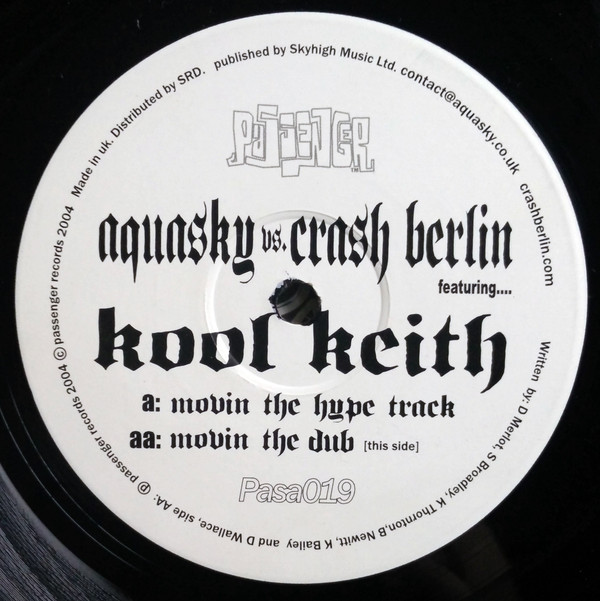 PASSENGER TM
aquasky vs. crash berlin
featuring....
kool keith
a: movin the hype track
aa: movin the dub [this side]
Pasa019
ⓟ passenger records 2004 ⓒ passenger records 2004 Made in uk. Distributed by SRD. published by Skyhigh Music Ltd. contact@aquasky.co.uk crashberlin.com
Written by: D Merlot, S Broadley, K Thornton,B Newitt, K Bailey and D Wallace, side AA: